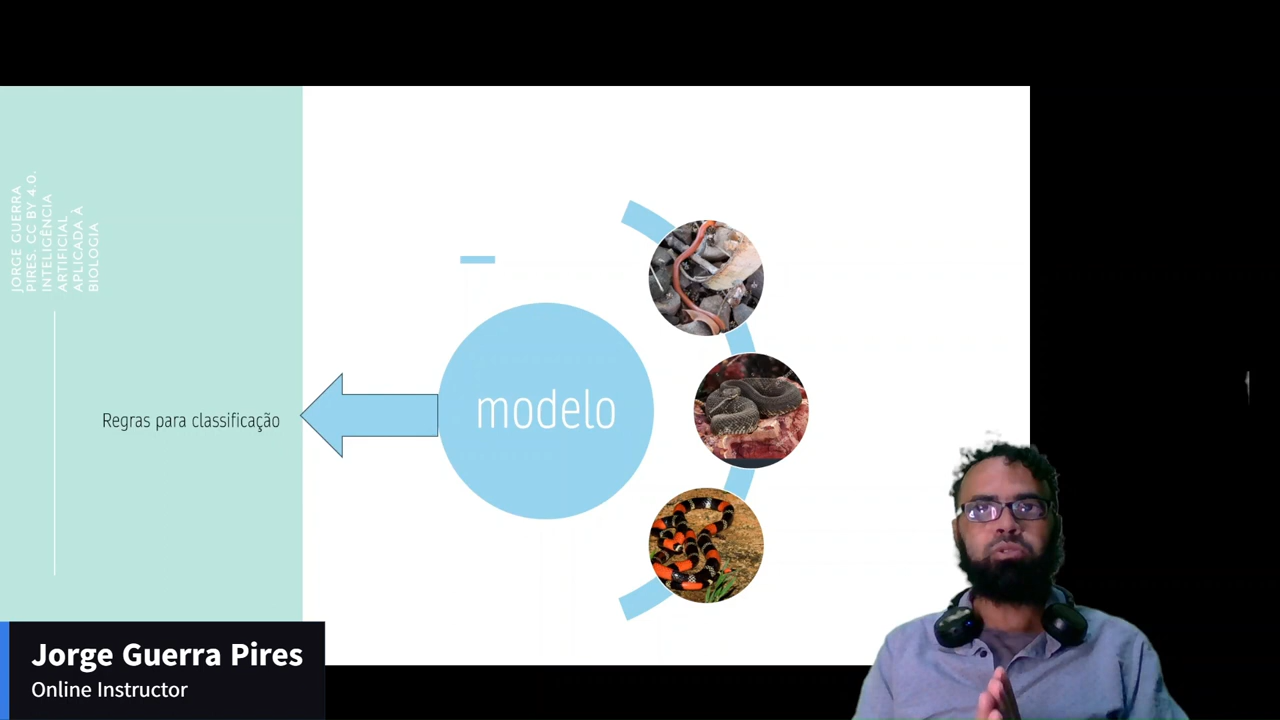 JORGE GUERRA
PIRES. CC BY 4.0.
INTELIGÊNCIA
ARTIFICIAL
APLICADA À
BIOLOGIA
Regras para classificação
modelo
Jorge Guerra Pires
Online Instructor